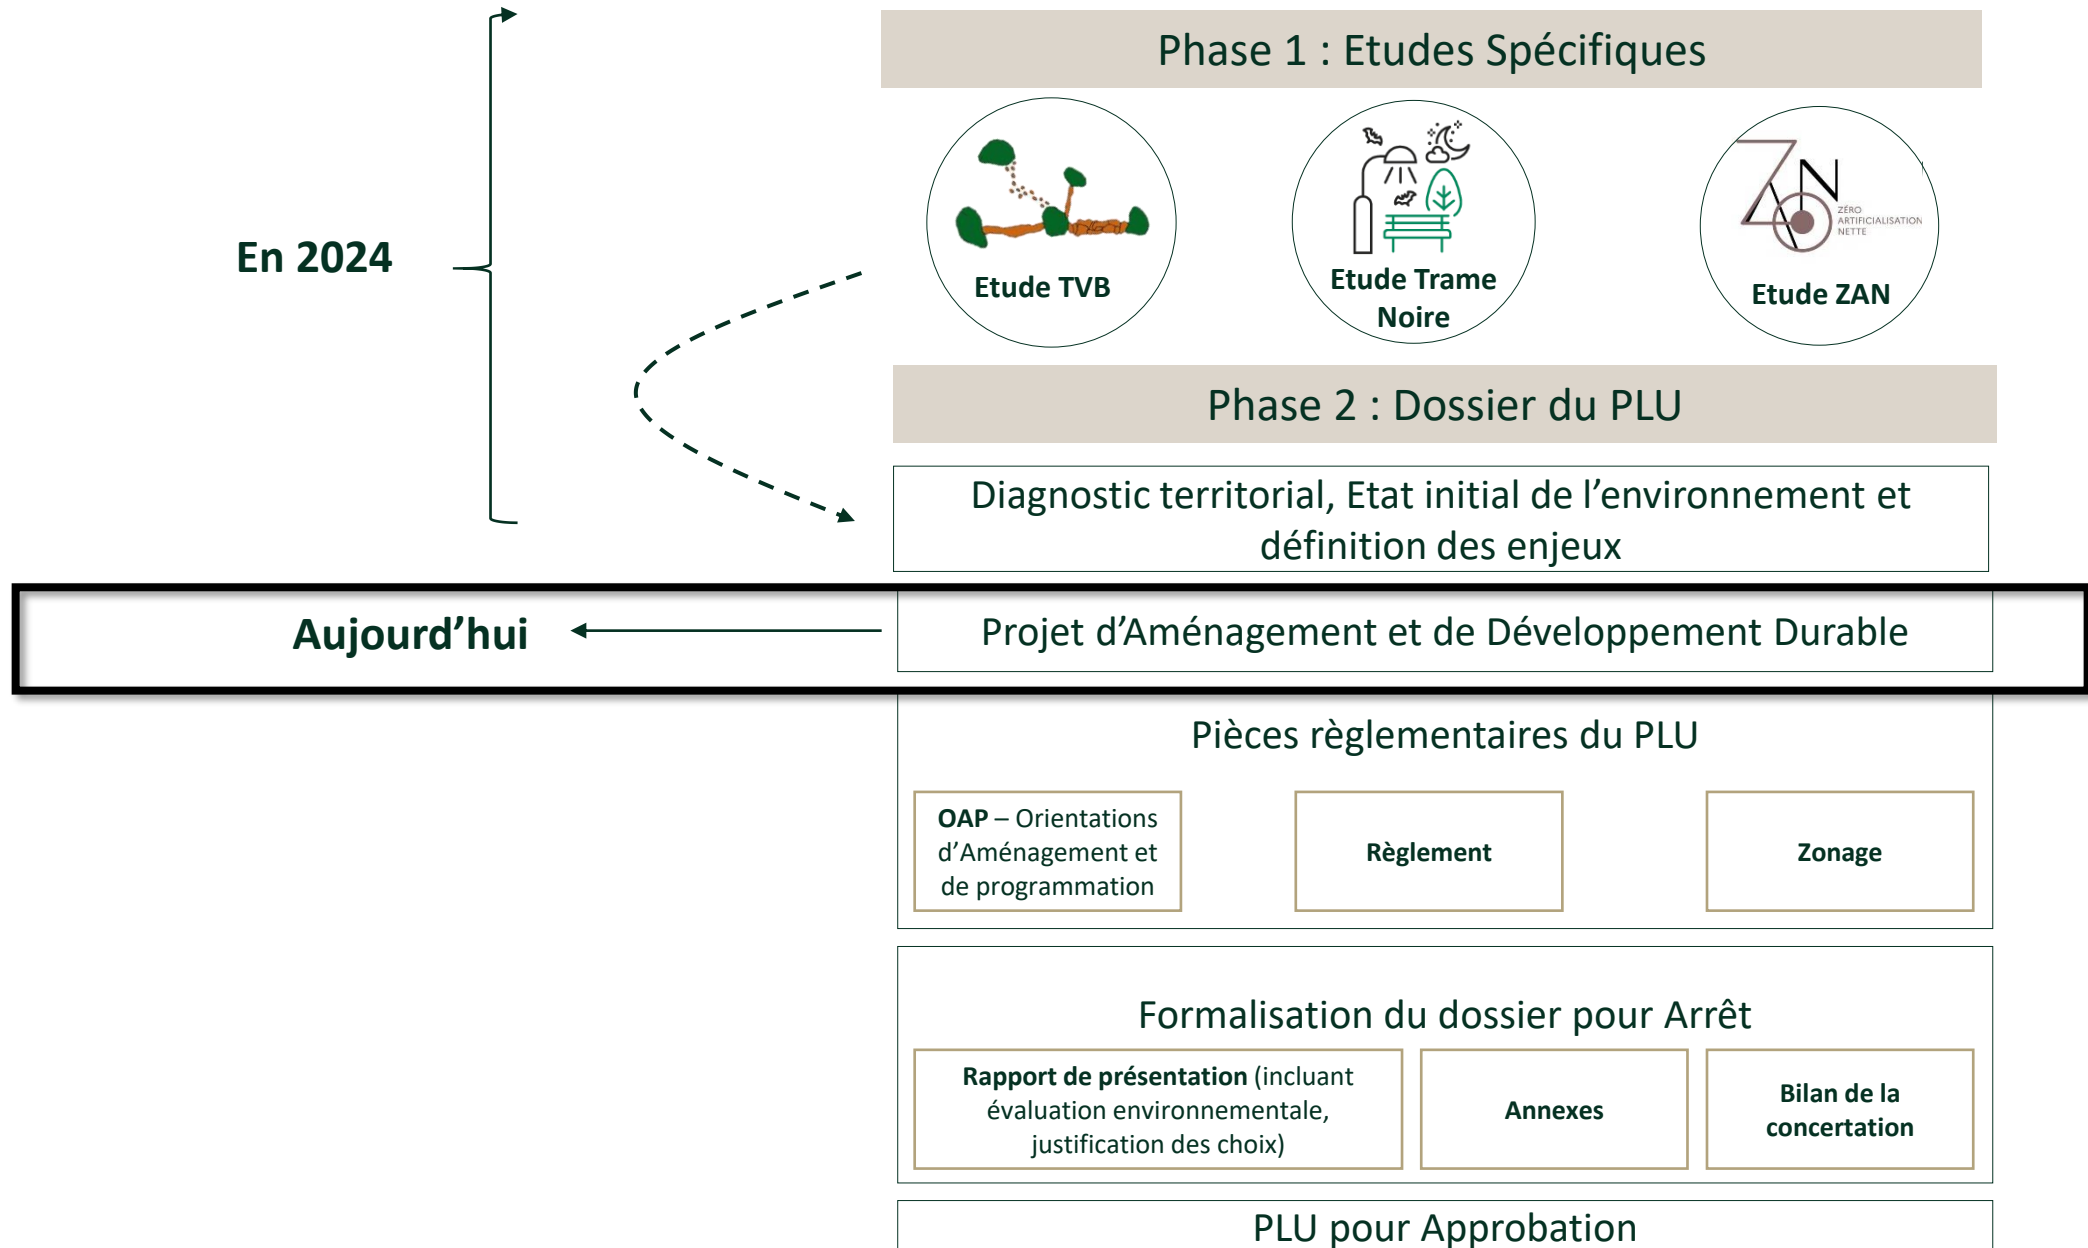 Phase 1 : Etudes Spécifiques
En 2024
Etude TVB
Etude Trame
Noire
ZÉRO
ARTIFICIALISATION
NETTE
Etude ZAN
Phase 2 : Dossier du PLU
Diagnostic territorial, Etat initial de l’environnement et
définition des enjeux
Aujourd’hui
Projet d’Aménagement et de Développement Durable
Pièces règlementaires du PLU
OAP – Orientations
d’Aménagement et
de programmation
Règlement
Zonage
Formalisation du dossier pour Arrêt
Rapport de présentation (incluant
évaluation environnementale,
justification des choix)
Annexes
Bilan de la
concertation
PLU pour Approbation